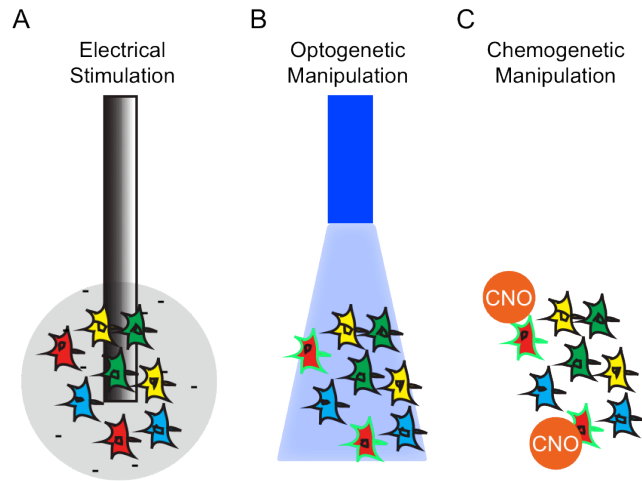 A
Electrical
Stimulation
B
Optogenetic
Manipulation
C
Chemogenetic
Manipulation
CNO
CNO